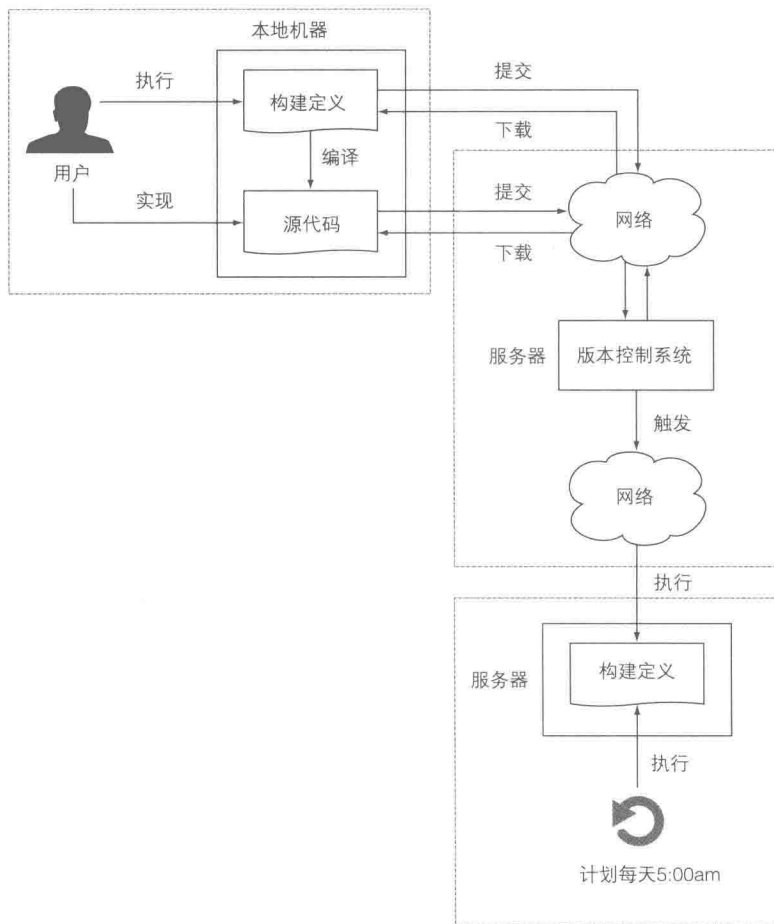 本地机器
执行
构建定义
提交
下载
用户
编译
实现
源代码
提交
下载
网络
服务器
版本控制系统
触发
网络
执行
服务器
构建定义
执行
计划每天5:00am